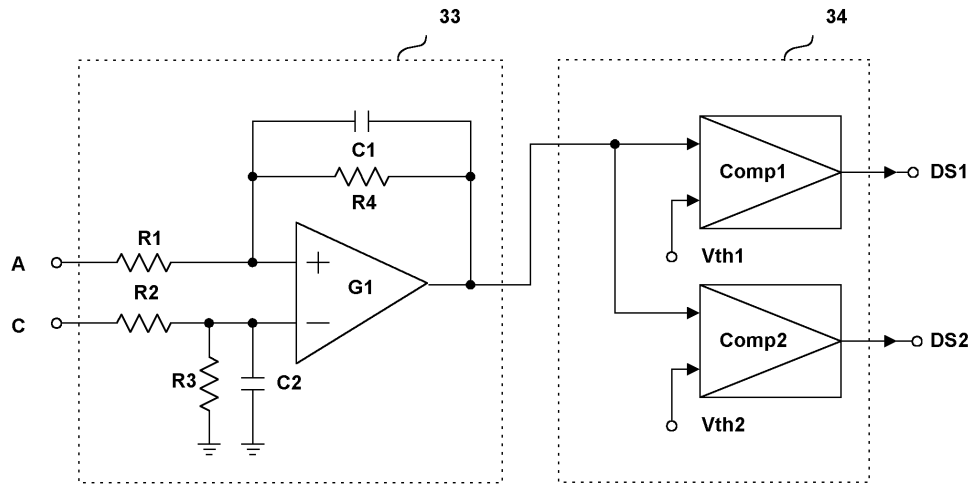 33
34
C1
R4
Comp1
DS1
R1
A
+
G1
Vth1
R2
C
−
Comp2
DS2
R3
C2
Vth2